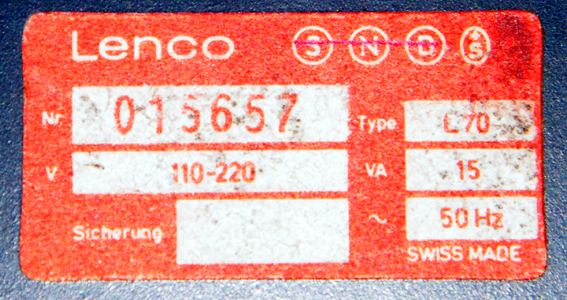 Lenco S N D S
Nr 015657 Type L70
V 110-220 VA 15
Sicherung ~ 50 Hz
SWISS MADE